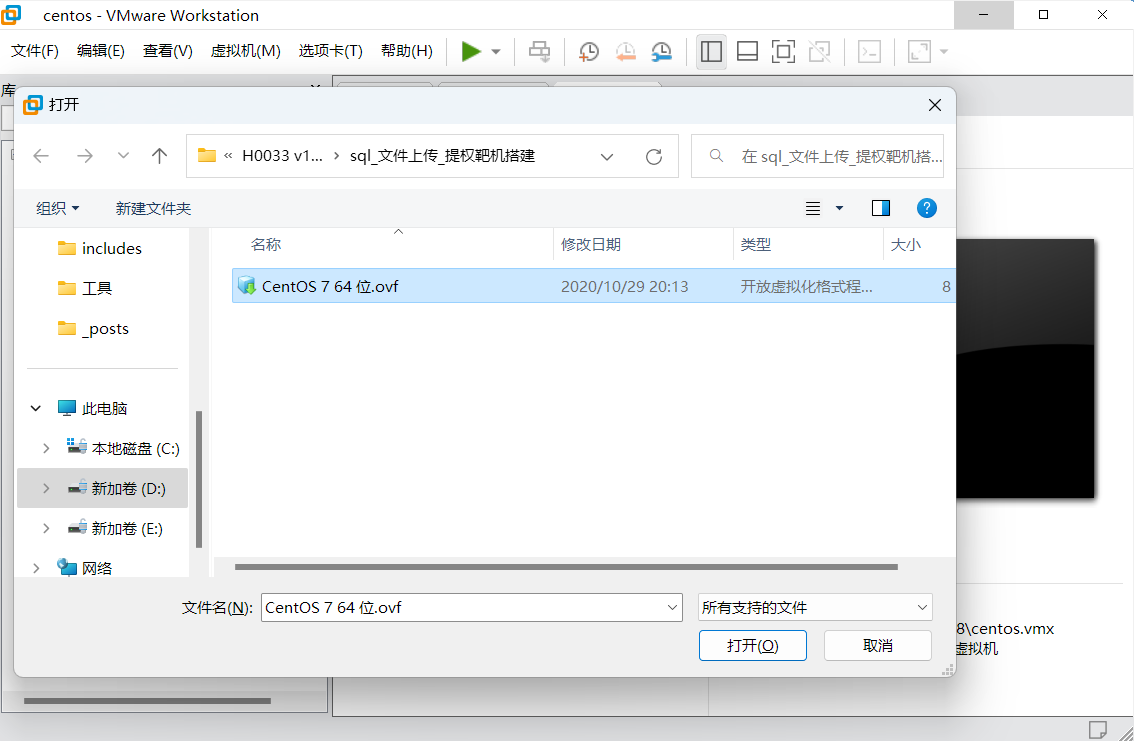 centos - VMware Workstation
文件(F) 编辑(E) 查看(V) 虚拟机(M) 选项卡(T) 帮助(H)
库
打开
« H0033 v1... › sql_文件上传_提权靶机搭建
在 sql_文件上传_提权靶机搭...
组织 新建文件夹
名称 修改日期 类型 大小
includes
CentOS 7 64 位.ovf 2020/10/29 20:13 开放虚拟化格式程... 8
工具
_posts
此电脑
本地磁盘 (C:)
新加卷 (D:)
新加卷 (E:)
网络
文件名(N): CentOS 7 64 位.ovf 所有支持的文件
打开(O) 取消
8\centos.vmx
虚拟机